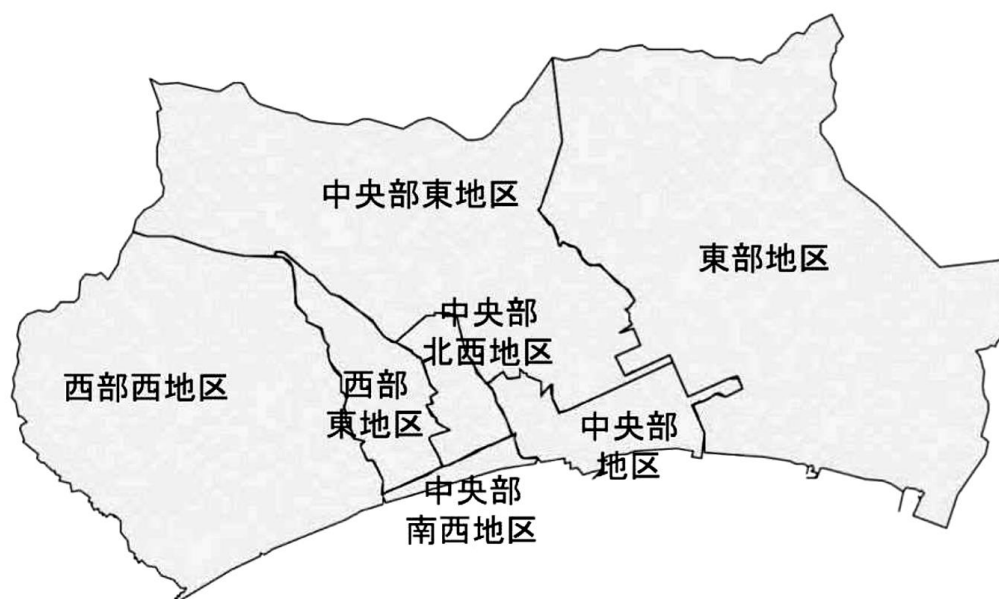 中央部東地区
東部地区
中央部
北西地区
西部西地区
西部
東地区
中央部
地区
中央部
南西地区